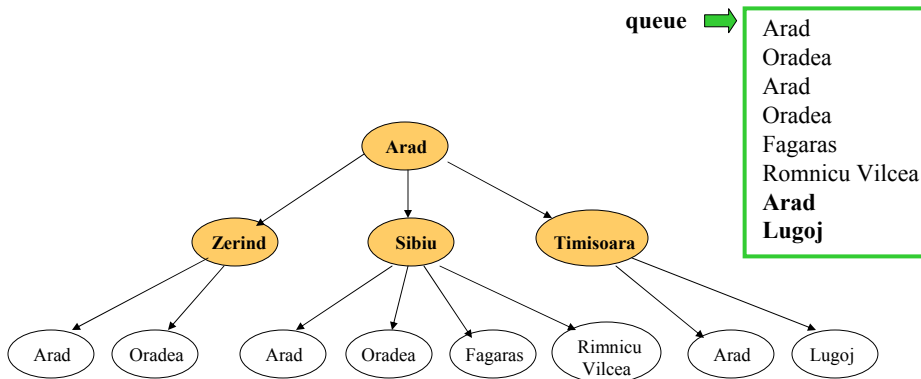 queue
Arad
Oradea
Arad
Oradea
Fagaras
Romnicu Vilcea
Arad
Lugoj
Arad
Zerind
Sibiu
Timisoara
Arad
Oradea
Arad
Oradea
Fagaras
Rimnicu
Vilcea
Arad
Lugoj